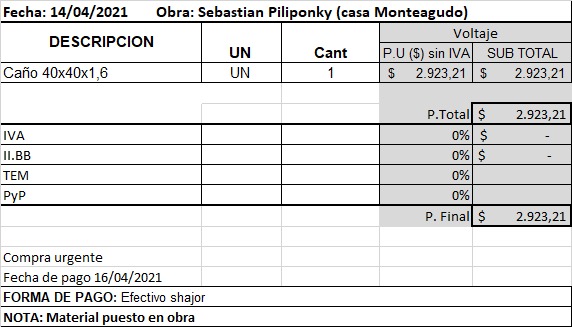 Fecha: 14/04/2021 Obra: Sebastian Piliponky (casa Monteagudo)
DESCRIPCION UN Cant Voltaje
P.U ($) sin IVA SUB TOTAL
Caño 40x40x1,6 UN 1 $ 2.923,21 $ 2.923,21
P.Total $ 2.923,21
IVA 0% $ -
II.BB 0% $ -
TEM 0%
PyP 0%
P. Final $ 2.923,21
Compra urgente
Fecha de pago 16/04/2021
FORMA DE PAGO: Efectivo shajor
NOTA: Material puesto en obra